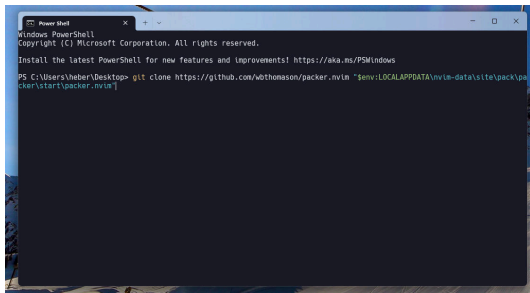 Power Shell
Windows PowerShell
Copyright (C) Microsoft Corporation. All rights reserved.
Install the latest PowerShell for new features and improvements! https://aka.ms/PSWindows
PS C:\Users\heber\Desktop> git clone https://github.com/wbthomason/packer.nvim "$env:LOCALAPPDATA\nvim-data\site\pack\pa
cker\start\packer.nvim"